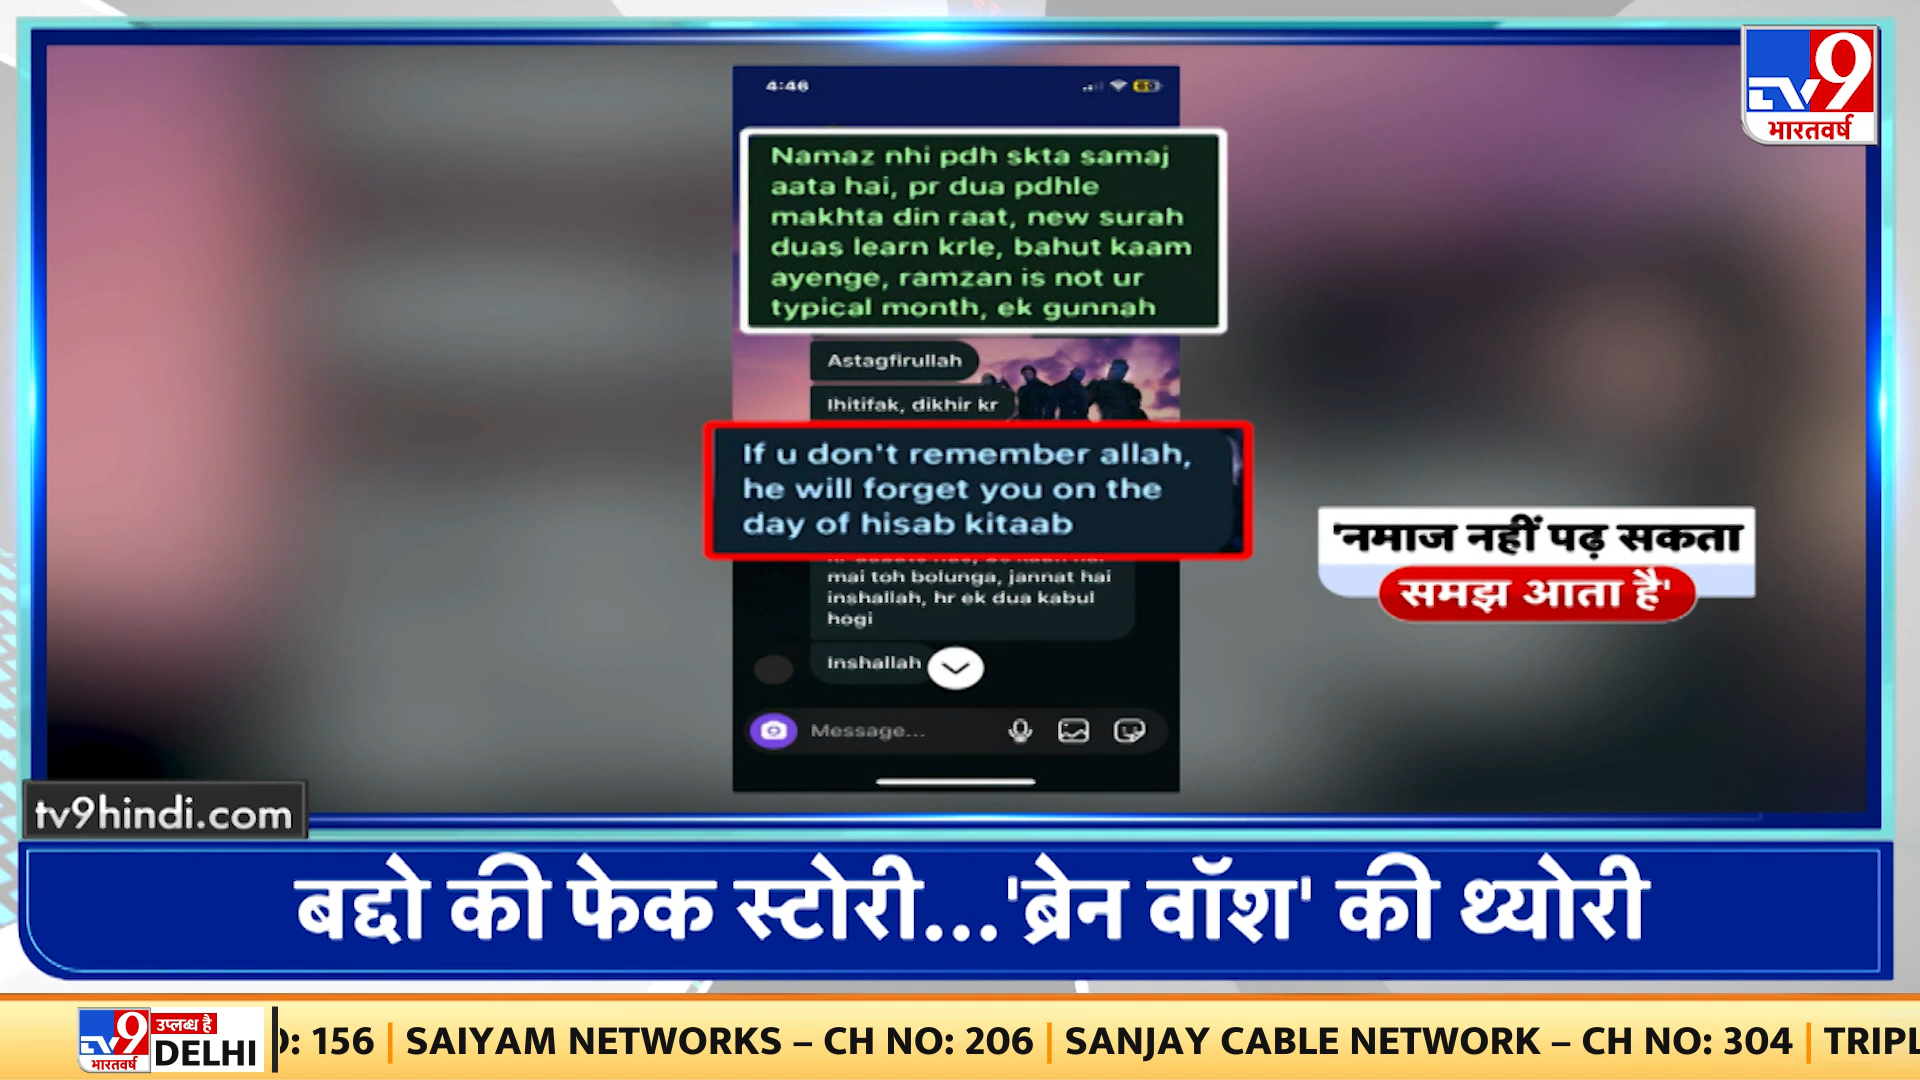 4:46
TV9
भारतवर्ष
Namaz nhi pdh skta samaj
aata hai, pr dua pdhle
makhta din raat, new surah
duas learn krle, bahut kaam
ayenge, ramzan is not ur
typical month, ek gunnah
Astagfirullah
Ihitifak, dikhir kr
If u don't remember allah,
he will forget you on the
day of hisab kitaab
mai toh bolunga, jannat hai
inshallah, hr ek dua kabul
hogi
Inshallah
Message...
'नमाज नहीं पढ़ सकता
समझ आता है'
tv9hindi.com
बद्दो की फेक स्टोरी...'ब्रेन वॉश' की थ्योरी
TV9
भारतवर्ष
उपलब्ध है
DELHI
: 156 | SAIYAM NETWORKS – CH NO: 206 | SANJAY CABLE NETWORK – CH NO: 304 | TRIPL